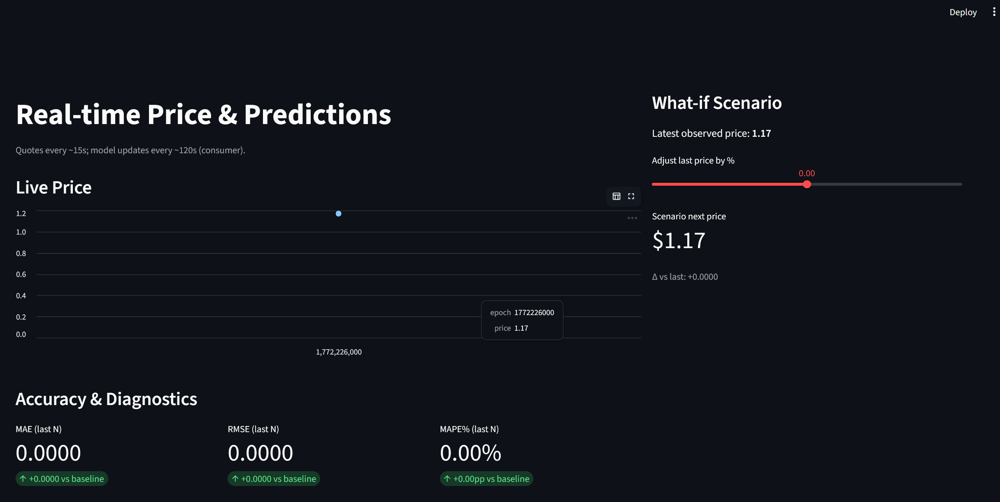 Deploy
Real-time Price & Predictions
Quotes every ~15s; model updates every ~120s (consumer).
Live Price
1.2
1.0
0.8
0.6
0.4
0.2
0.0
epoch 1772226000
price 1.17
1,772,226,000
Accuracy & Diagnostics
MAE (last N)
0.0000
↑ +0.0000 vs baseline
RMSE (last N)
0.0000
↑ +0.0000 vs baseline
MAPE% (last N)
0.00%
↑ +0.00pp vs baseline
What-if Scenario
Latest observed price: 1.17
Adjust last price by %
0.00
Scenario next price
$1.17
Δ vs last: +0.0000